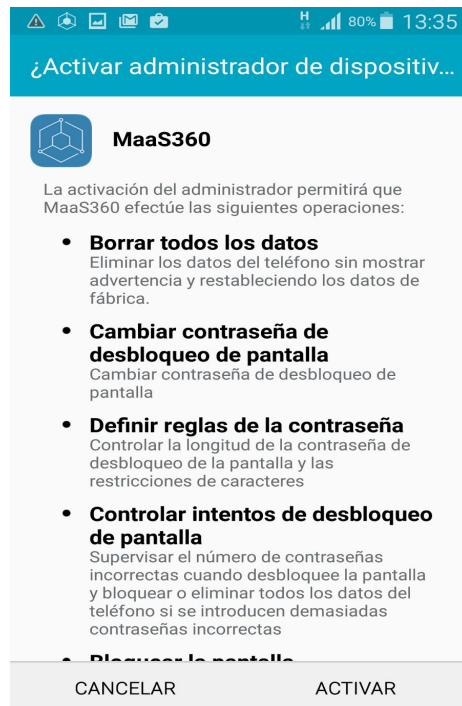 H 80% 13:35
¿Activar administrador de dispositiv...
MaaS360
La activación del administrador permitirá que
MaaS360 efectúe las siguientes operaciones:
• Borrar todos los datos
Eliminar los datos del teléfono sin mostrar
advertencia y restableciendo los datos de
fábrica.
• Cambiar contraseña de
desbloqueo de pantalla
Cambiar contraseña de desbloqueo de
pantalla
• Definir reglas de la contraseña
Controlar la longitud de la contraseña de
desbloqueo de la pantalla y las
restricciones de caracteres
• Controlar intentos de desbloqueo
de pantalla
Supervisar el número de contraseñas
incorrectas cuando desbloquee la pantalla
y bloquear o eliminar todos los datos del
teléfono si se introducen demasiadas
contraseñas incorrectas
• Bloquear la pantalla
CANCELAR ACTIVAR